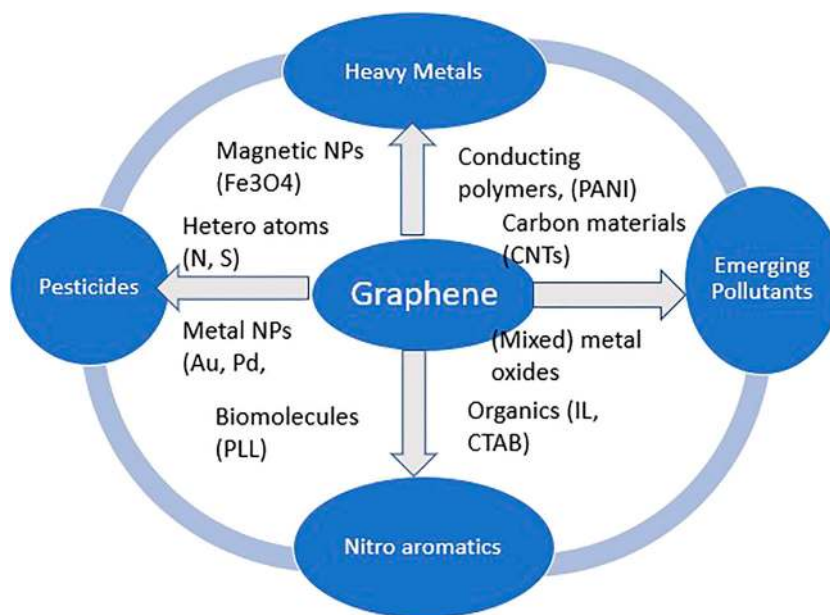 Heavy Metals
Magnetic NPs
(Fe3O4)
Conducting
polymers, (PANI)
Hetero atoms
(N, S)
Carbon materials
(CNTs)
Pesticides
Graphene
Emerging
Pollutants
Metal NPs
(Au, Pd,
(Mixed) metal
oxides
Biomolecules
(PLL)
Organics (IL,
CTAB)
Nitro aromatics